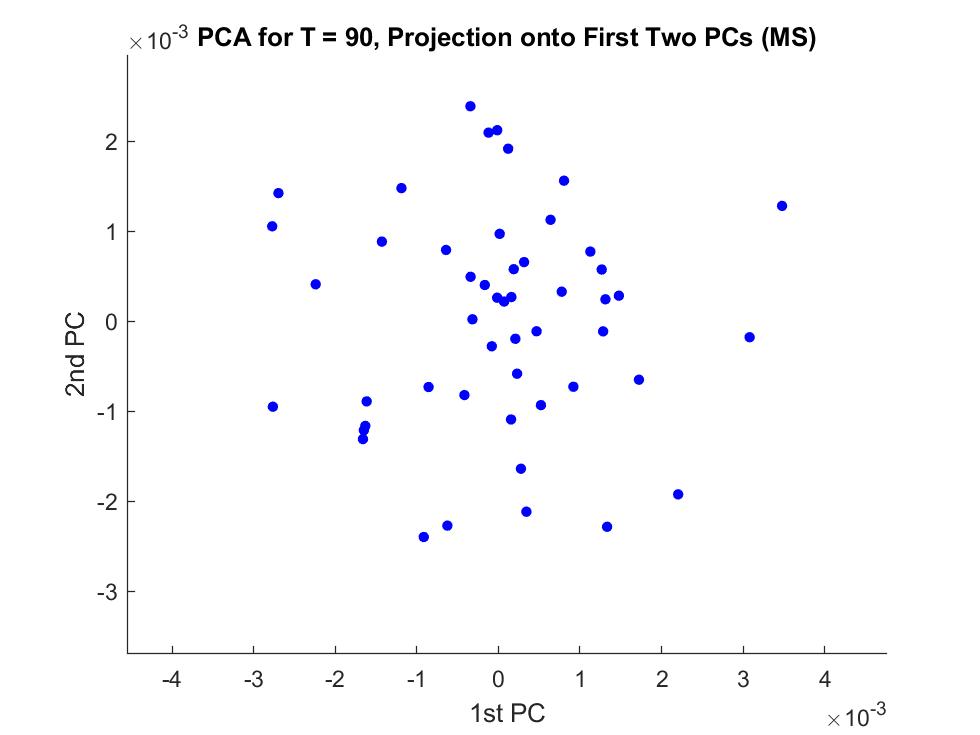 ×10-3 PCA for T = 90, Projection onto First Two PCs (MS)
2
1
0
-1
-2
-3
2nd PC
-4 -3 -2 -1 0 1 2 3 4
1st PC
×10-3